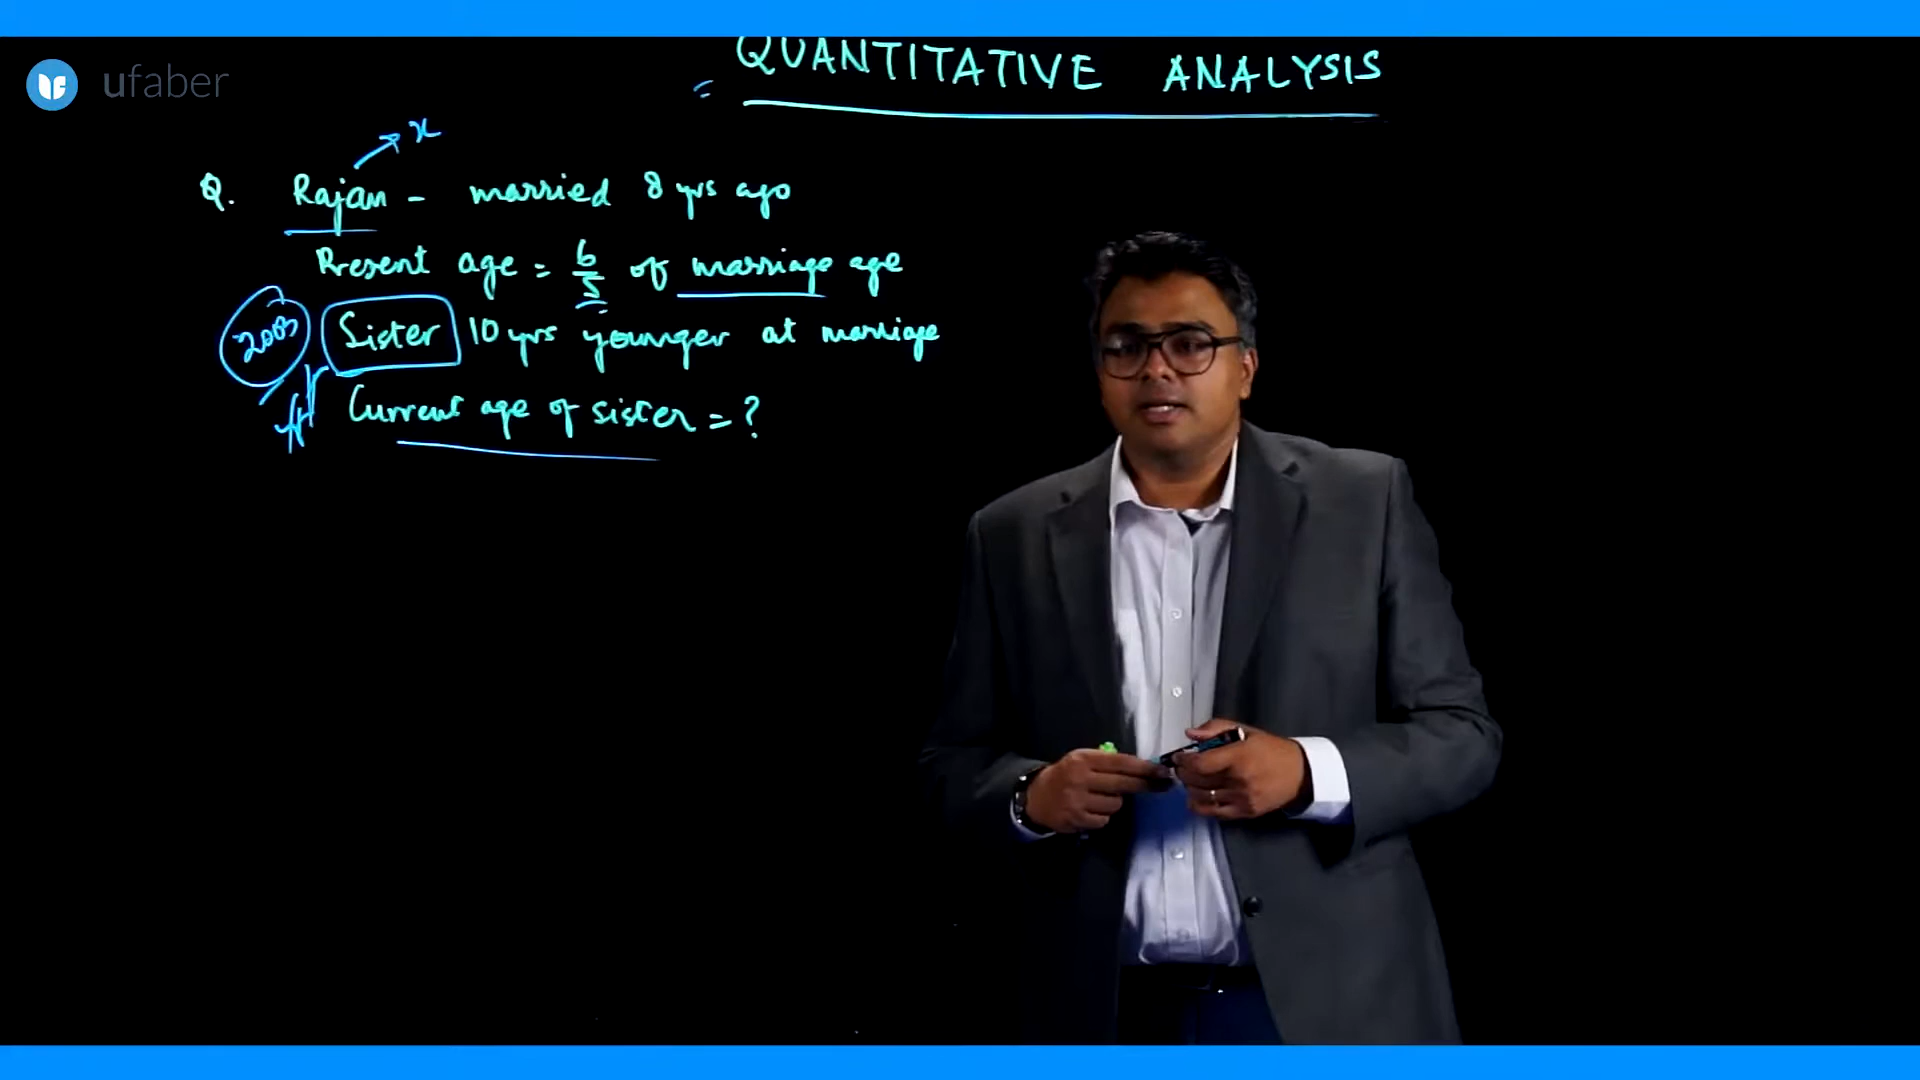 QUANTITATIVE ANALYSIS
ufaber
x
Q. Rajan - married 8 yrs ago
Present age = 6/5 of marriage age
2003
Sister 10 yrs younger at marriage
Current age of sister = ?